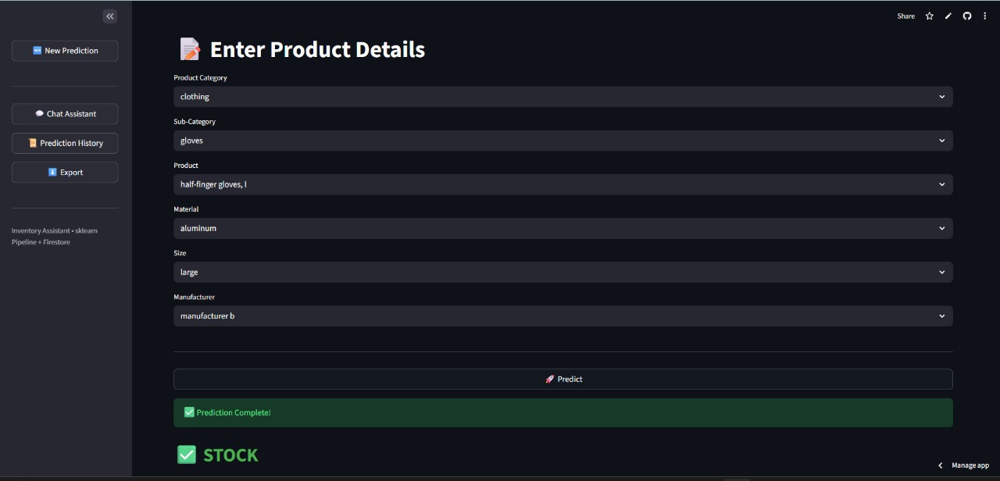 Share
New Prediction
Chat Assistant
Prediction History
Export
Inventory Assistant • sklearn
Pipeline + Firestore
Enter Product Details
Product Category
clothing
Sub-Category
gloves
Product
half-finger gloves, l
Material
aluminum
Size
large
Manufacturer
manufacturer b
Predict
Prediction Complete!
STOCK
Manage app